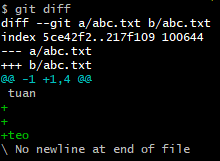 $ git diff
diff --git a/abc.txt b/abc.txt
index 5ce42f2..217f109 100644
--- a/abc.txt
+++ b/abc.txt
@@ -1 +1,4 @@
 tuan
+
+
+teo
\ No newline at end of file